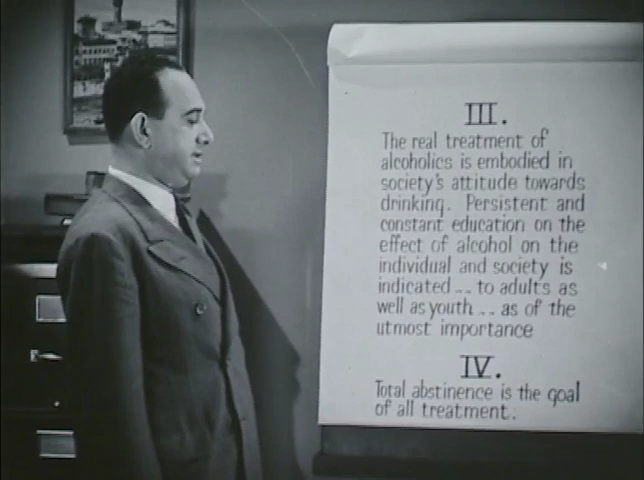 III.
The real treatment of
alcoholics is embodied in
society's attitude towards
drinking. Persistent and
constant education on the
effect of alcohol on the
individual and society is
indicated -- to adults as
well as youth -- as of the
utmost importance
IV.
Total abstinence is the goal
of all treatment.